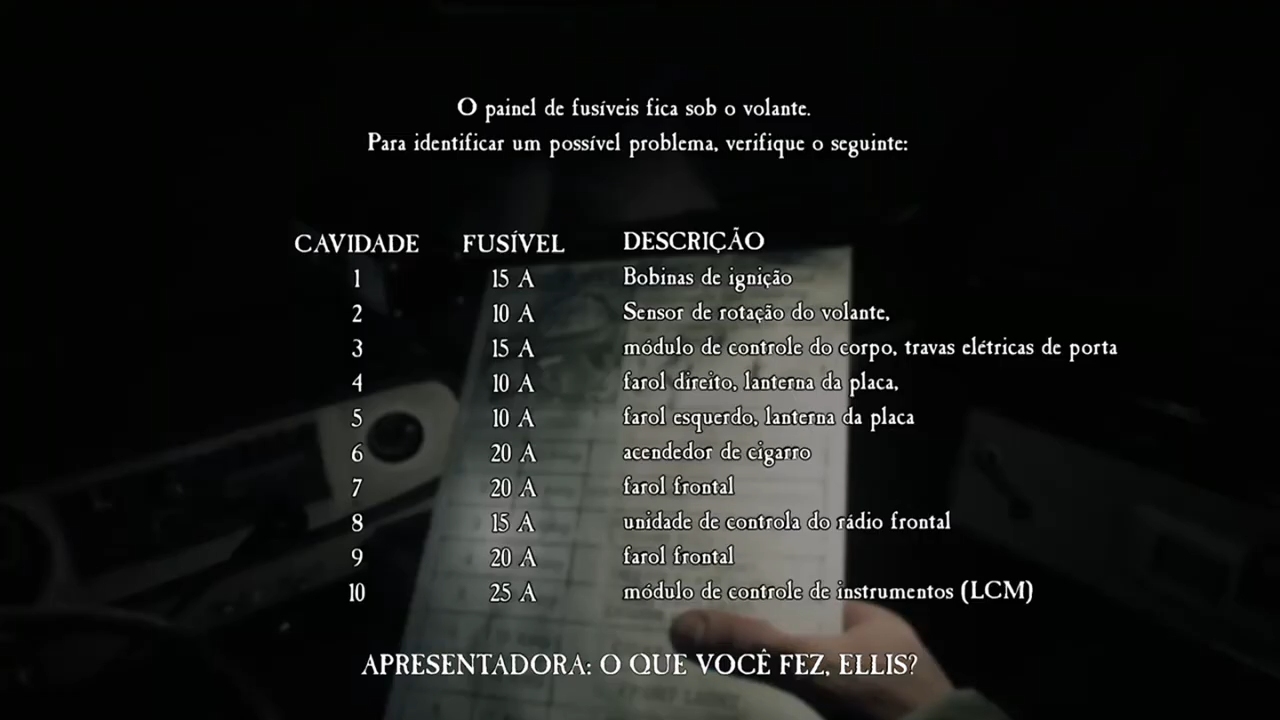 O painel de fusíveis fica sob o volante.
Para identificar um possível problema, verifique o seguinte:
CAVIDADE FUSÍVEL DESCRIÇÃO
1 15 A Bobinas de ignição
2 10 A Sensor de rotação do volante,
3 15 A módulo de controle do corpo, travas elétricas de porta
4 10 A farol direito, lanterna da placa,
5 10 A farol esquerdo, lanterna da placa
6 20 A acendedor de cigarro
7 20 A farol frontal
8 15 A unidade de controla do rádio frontal
9 20 A farol frontal
10 25 A módulo de controle de instrumentos (LCM)
APRESENTADORA: O QUE VOCÊ FEZ, ELLIS?